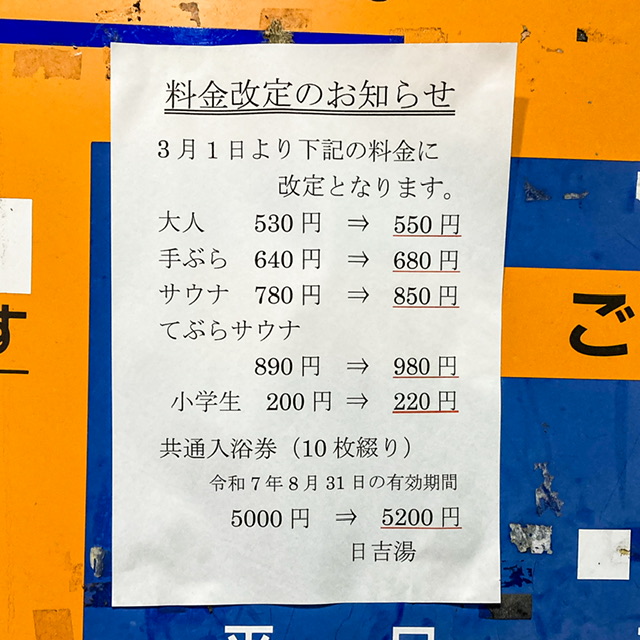 料金改定のお知らせ
3月1日より下記の料金に
改定となります。
大人 530円 ⇒ 550円
手ぶら 640円 ⇒ 680円
サウナ 780円 ⇒ 850円
てぶらサウナ
890円 ⇒ 980円
小学生 200円 ⇒ 220円
共通入浴券（10枚綴り）
令和7年8月31日の有効期間
5000円 ⇒ 5200円
日吉湯
す
ご